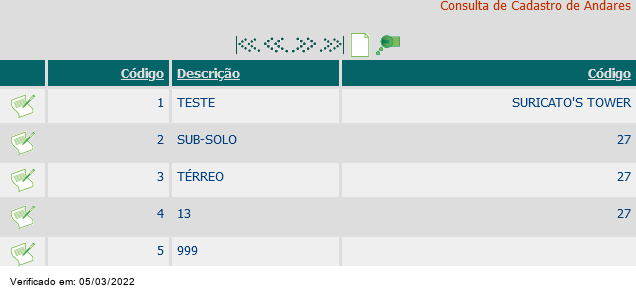 Consulta de Cadastro de Andares
Código Descrição Código
1 TESTE SURICATO'S TOWER
2 SUB-SOLO 27
3 TÉRREO 27
4 13 27
5 999
Verificado em: 05/03/2022